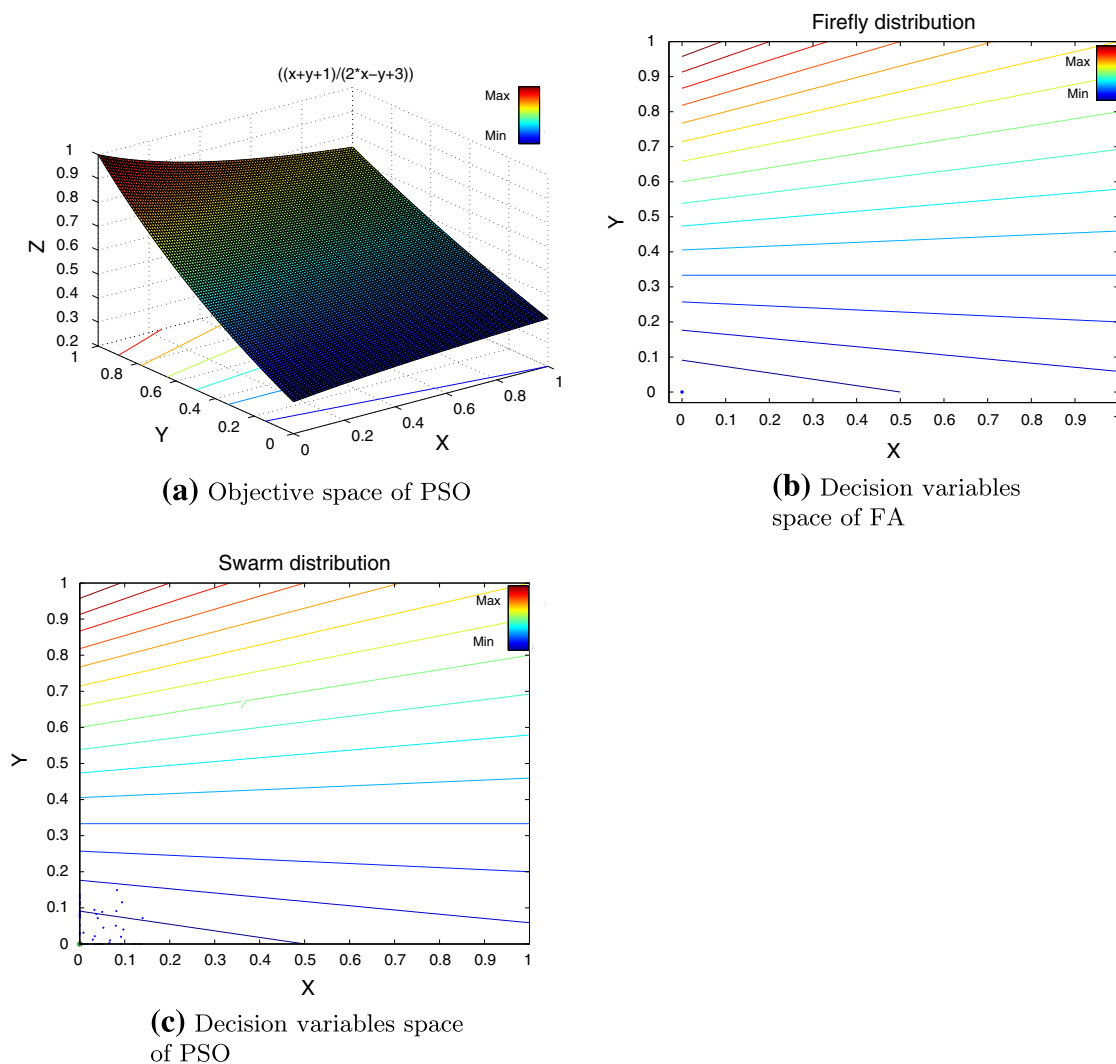 ((x+y+1)/(2*x−y+3))
Max
Min
1
0.9
0.8
0.7
0.6
0.5
0.4
0.3
0.2
Z
1
0.8
0.6
0.4
0.2
0
Y
0
0.2
0.4
0.6
0.8
1
X
(a) Objective space of PSO
Firefly distribution
Max
Min
1
0.9
0.8
0.7
0.6
0.5
0.4
0.3
0.2
0.1
0
Y
0 0.1 0.2 0.3 0.4 0.5 0.6 0.7 0.8 0.9
X
(b) Decision variables
space of FA
Swarm distribution
Max
Min
1
0.9
0.8
0.7
0.6
0.5
0.4
0.3
0.2
0.1
0
Y
0 0.1 0.2 0.3 0.4 0.5 0.6 0.7 0.8 0.9 1
X
(c) Decision variables space
of PSO